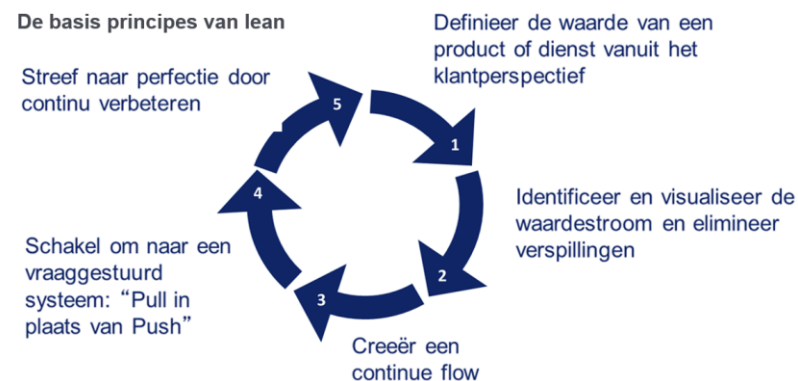 De basis principes van lean
Definieer de waarde van een
product of dienst vanuit het
klantperspectief
1
Identificeer en visualiseer de
waardestroom en elimineer
verspillingen
2
Creeër een
continue flow
3
Schakel om naar een
vraaggestuurd
systeem: “Pull in
plaats van Push”
4
Streef naar perfectie door
continu verbeteren
5